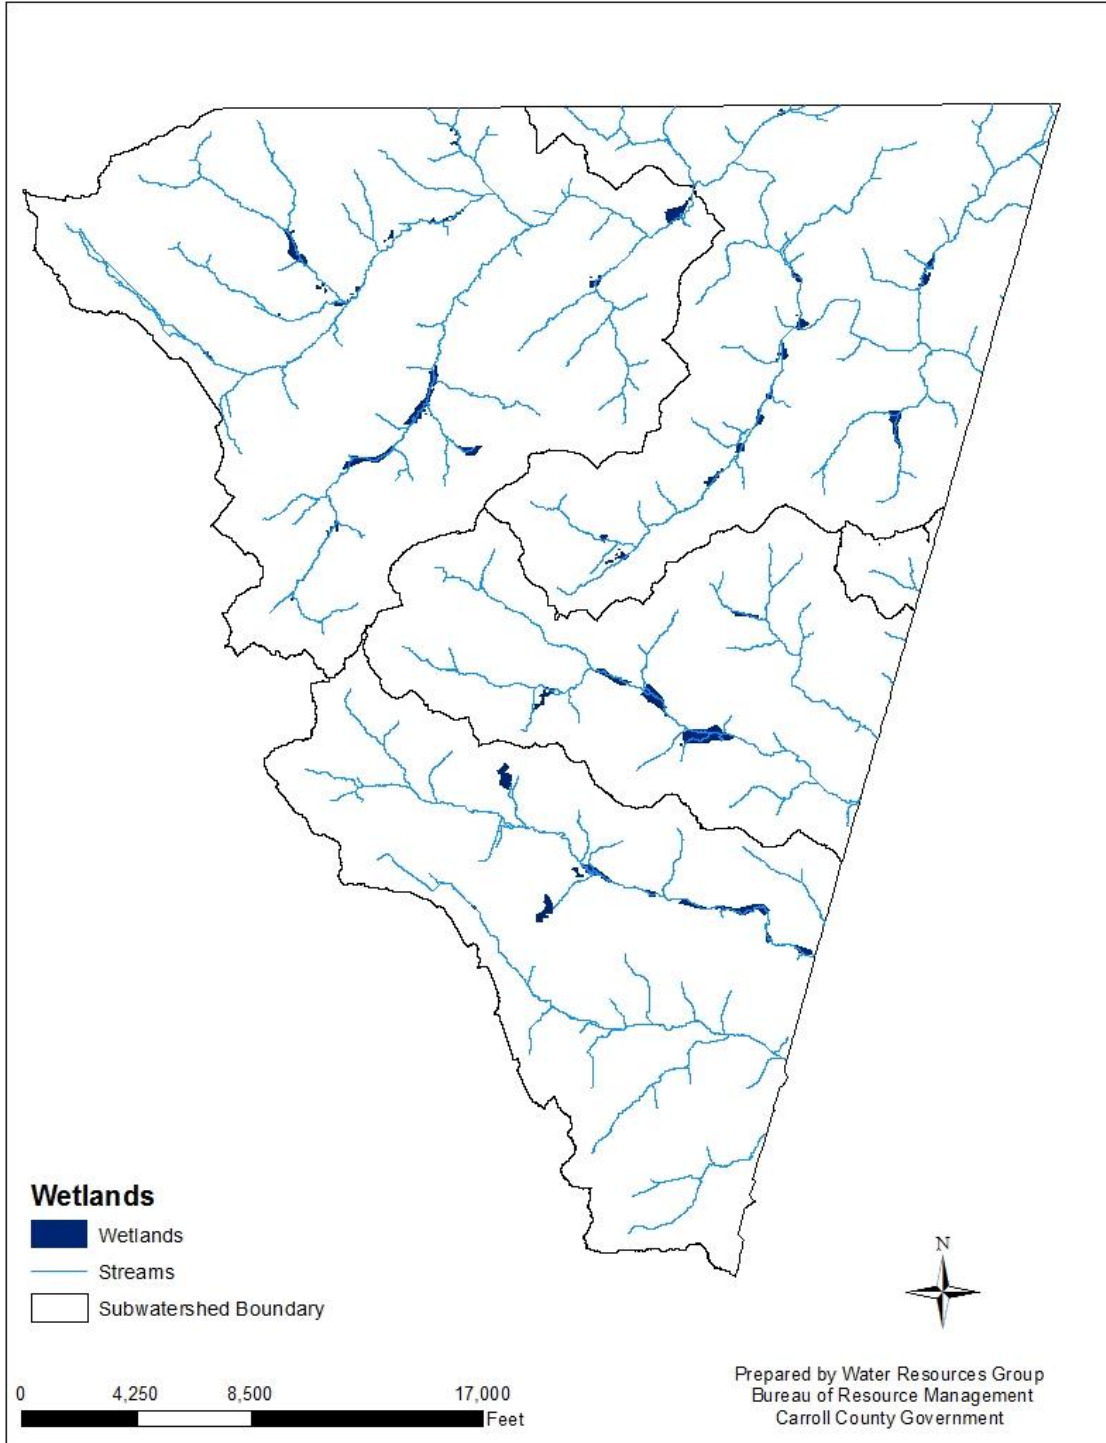 Wetlands
Wetlands
Streams
Subwatershed Boundary
N
0 4,250 8,500 17,000
Feet
Prepared by Water Resources Group
Bureau of Resource Management
Carroll County Government